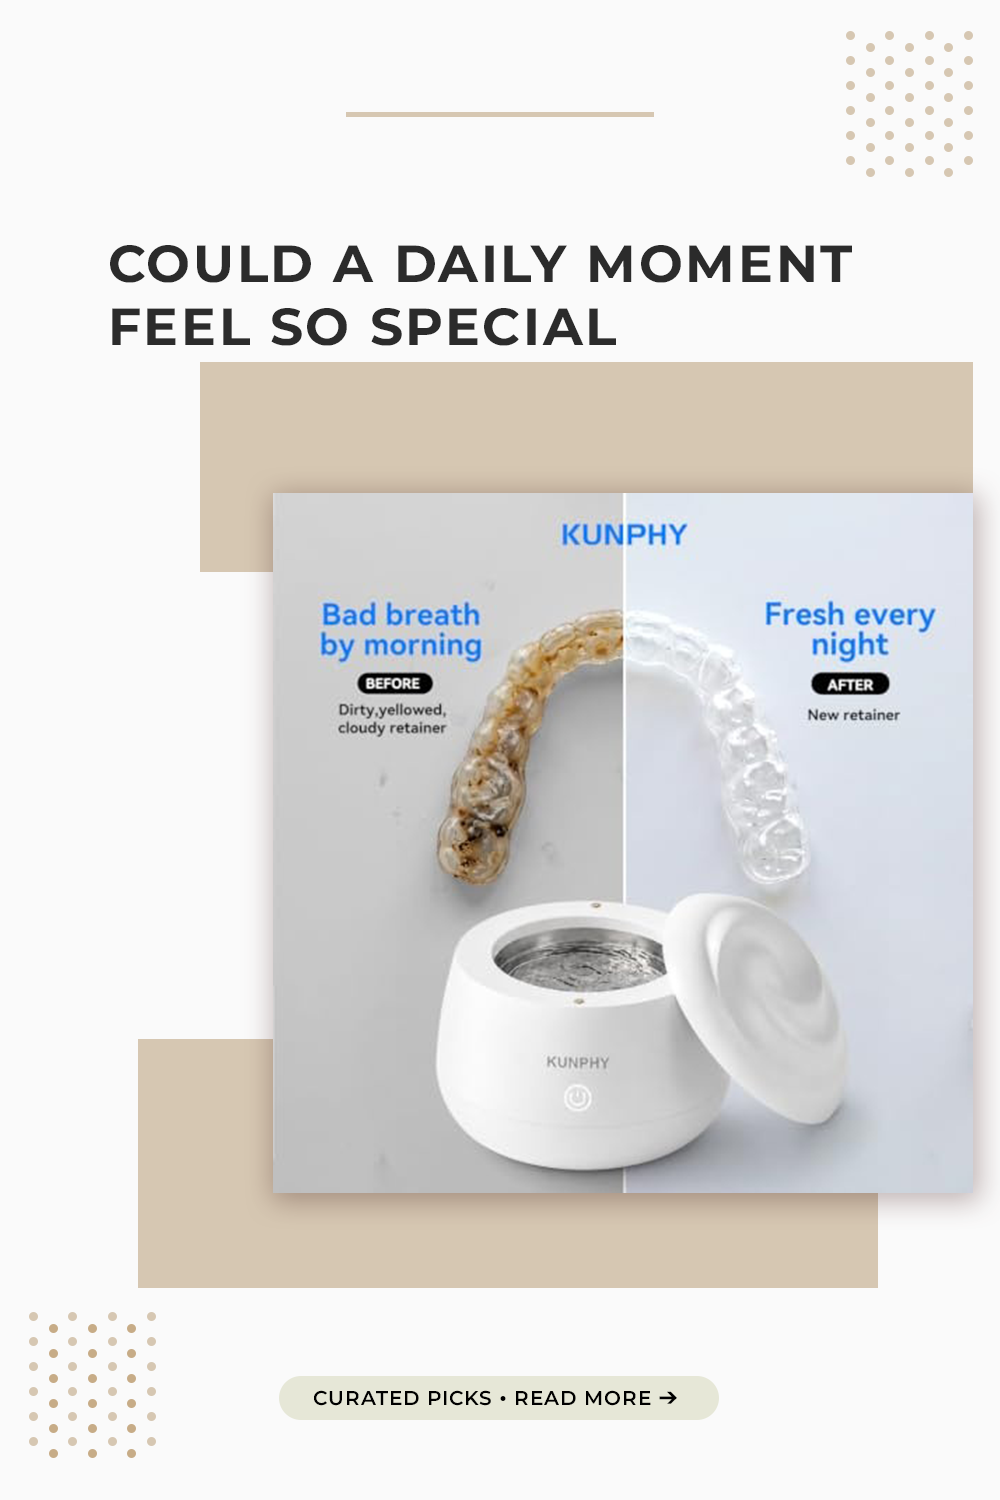 COULD A DAILY MOMENT
FEEL SO SPECIAL
KUNPHY
Bad breath
by morning
BEFORE
Dirty,yellowed,
cloudy retainer
Fresh every
night
AFTER
New retainer
KUNPHY
CURATED PICKS • READ MORE ➔